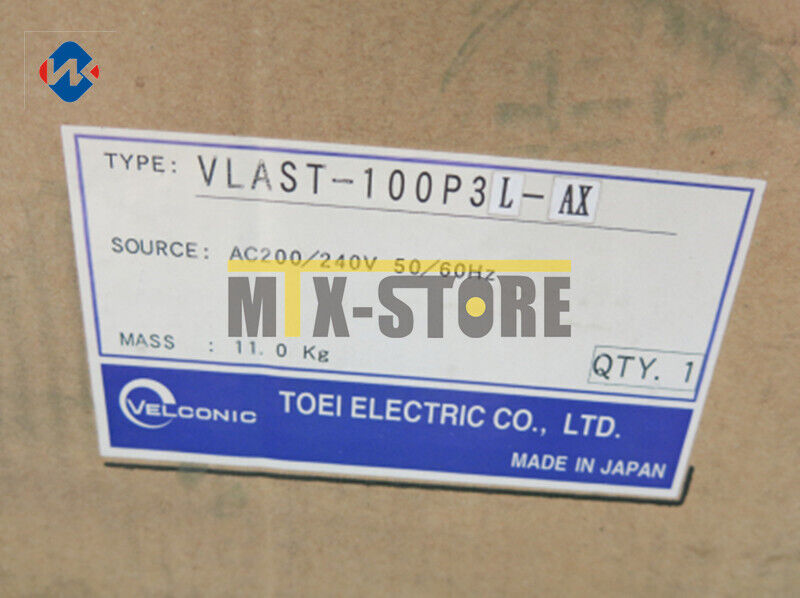 TYPE: VLAST-100P3L-AX
SOURCE: AC200/240V 50/60Hz
MTX-STORE
MASS : 11.0 Kg
QTY. 1
VELCONIC TOEI ELECTRIC CO., LTD.
MADE IN JAPAN